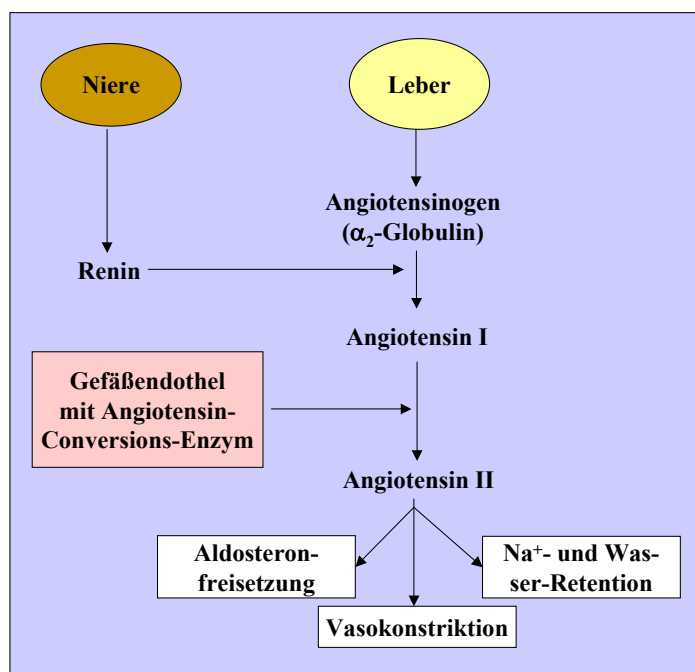 Niere
Leber
Angiotensinogen
(α₂-Globulin)
Renin
Angiotensin I
Gefäßendothel
mit Angiotensin-
Conversions-Enzym
Angiotensin II
Aldosteron-
freisetzung
Na⁺- und Was-
ser-Retention
Vasokonstriktion